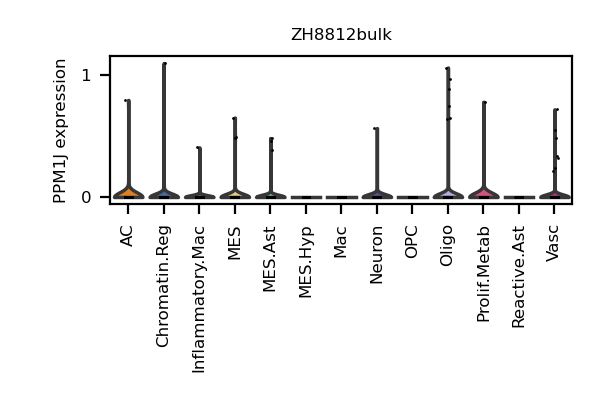 ZH8812bulk
PPM1J expression
1
0
AC
Chromatin.Reg
Inflammatory.Mac
MES
MES.Ast
MES.Hyp
Mac
Neuron
OPC
Oligo
Prolif.Metab
Reactive.Ast
Vasc